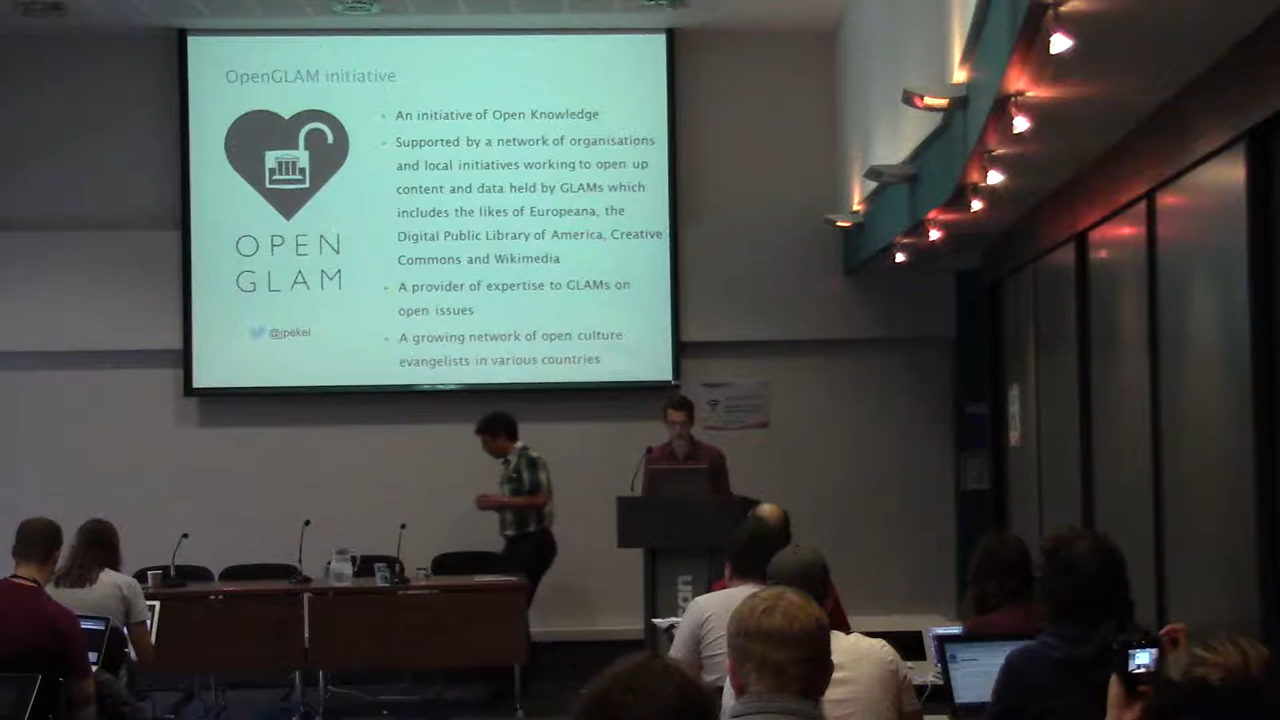 OpenGLAM initiative
OPEN
GLAM
@jpekel
An initiative of Open Knowledge
Supported by a network of organisations
and local initiatives working to open up
content and data held by GLAMs which
includes the likes of Europeana, the
Digital Public Library of America, Creative
Commons and Wikimedia
A provider of expertise to GLAMs on
open issues
A growing network of open culture
evangelists in various countries